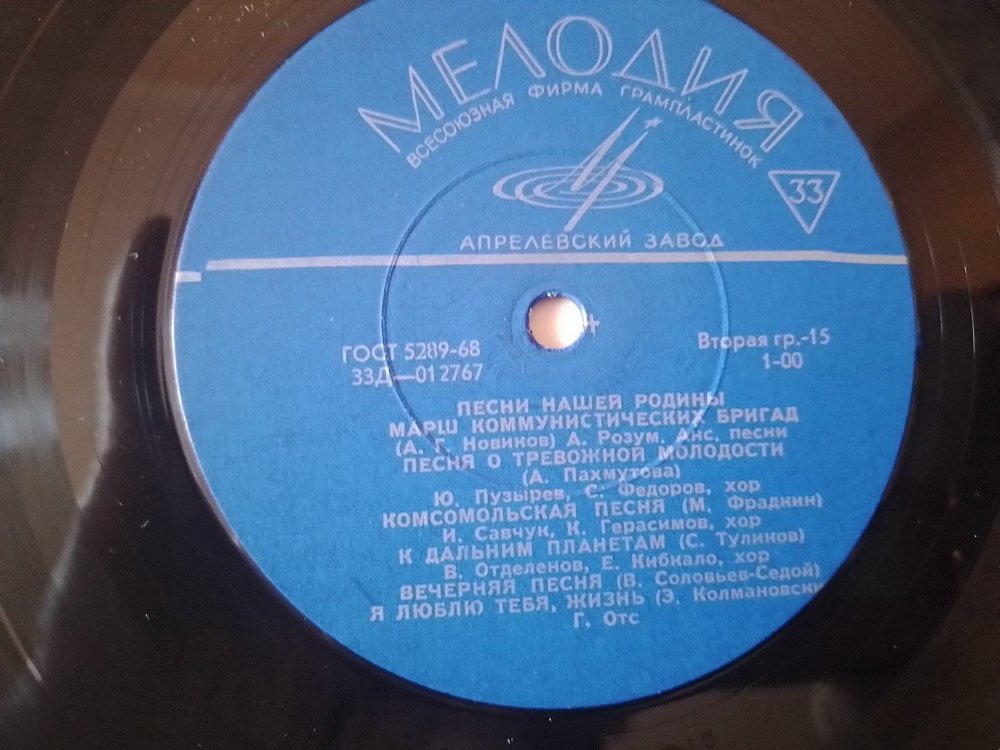 МЕЛОДИЯ
ВСЕСОЮЗНАЯ ФИРМА ГРАМПЛАСТИНОК
33
АПРЕЛЕВСКИЙ ЗАВОД
ГОСТ 5289-68
33Д—012767
Вторая гр.-15
1-00
ПЕСНИ НАШЕЙ РОДИНЫ
МАРШ КОММУНИСТИЧЕСКИХ БРИГАД
(А. Г. Новиков) А. Розум, Анс. песни
ПЕСНЯ О ТРЕВОЖНОЙ МОЛОДОСТИ
(А. Пахмутова)
Ю. Пузырев, С. Федоров, хор
КОМСОМОЛЬСКАЯ ПЕСНЯ (М. Фрадкин)
И. Савчук, К. Герасимов, хор
К ДАЛЬНИМ ПЛАНЕТАМ (С. Туликов)
В. Отделенов, Е. Кибкало, хор
ВЕЧЕРНЯЯ ПЕСНЯ (В. Соловьев-Седой)
Я ЛЮБЛЮ ТЕБЯ, ЖИЗНЬ (Э. Колмановски
Г. Отс